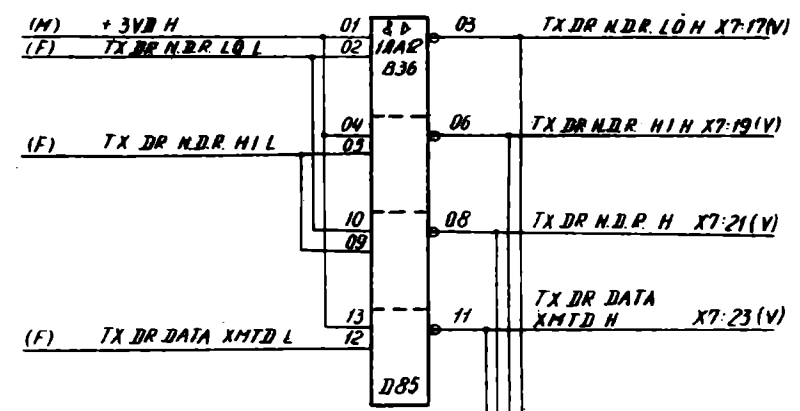 (M) + 3VB H 01 & ▷ 03 TX DR N.D.R. LO H X7:17(V)
(F) TX DR N.D.R. LO L 02 1ЛА12
B36
04 06 TX DR N.D.R HI H X7:19(V)
(F) TX DR N.D.R. HI L 05
10 08 TX DR N.D.R. H X7:21(V)
09
TX DR DATA
13 11 XMTD H X7:23(V)
(F) TX DR DATA XMTD L 12
D85